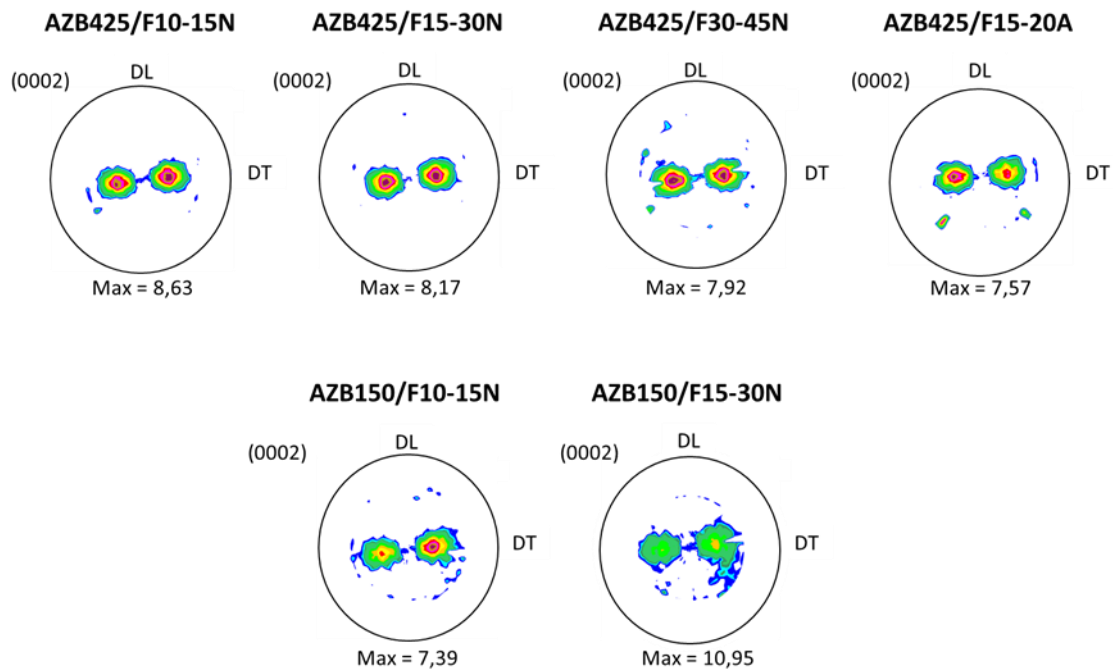 AZB425/F10-15N
AZB425/F15-30N
AZB425/F30-45N
AZB425/F15-20A
(0002)
DL
DT
Max = 8,63
(0002)
DL
DT
Max = 8,17
(0002)
DL
DT
Max = 7,92
(0002)
DL
DT
Max = 7,57
AZB150/F10-15N
AZB150/F15-30N
(0002)
DL
DT
Max = 7,39
(0002)
DL
DT
Max = 10,95